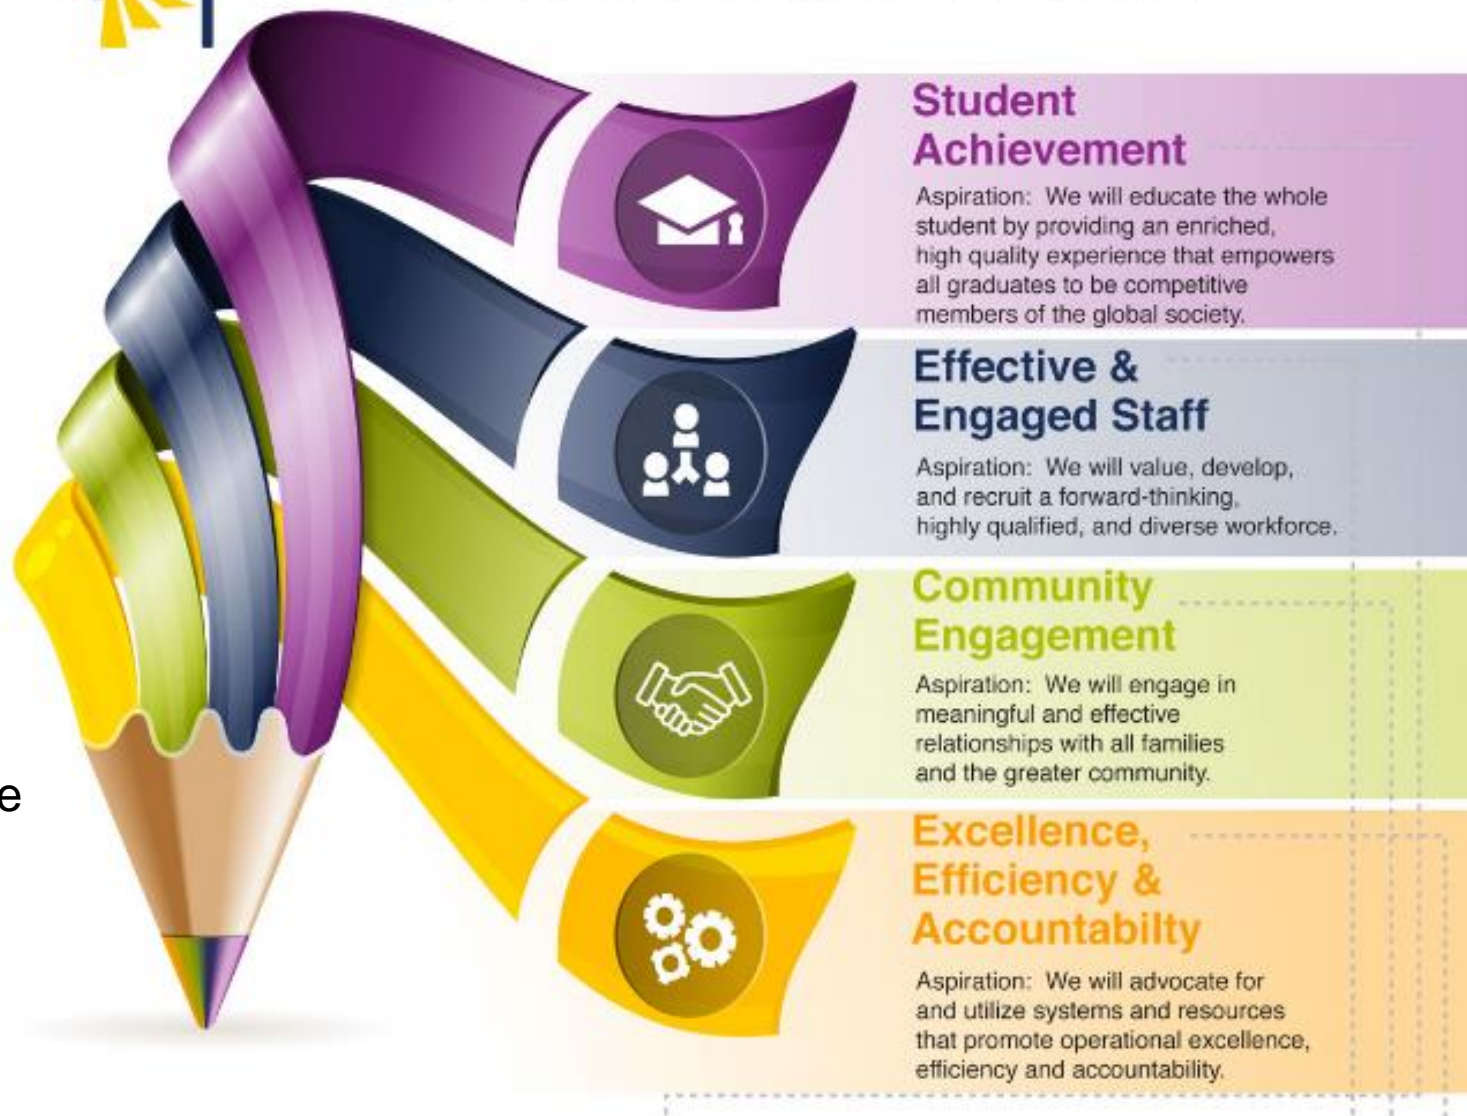 Student
Achievement
Aspiration: We will educate the whole
student by providing an enriched,
high quality experience that empowers
all graduates to be competitive
members of the global society.
Effective &
Engaged Staff
Aspiration: We will value, develop,
and recruit a forward-thinking,
highly qualified, and diverse workforce.
Community
Engagement
Aspiration: We will engage in
meaningful and effective
relationships with all families
and the greater community.
e
Excellence,
Efficiency &
Accountabilty
Aspiration: We will advocate for
and utilize systems and resources
that promote operational excellence,
efficiency and accountability.